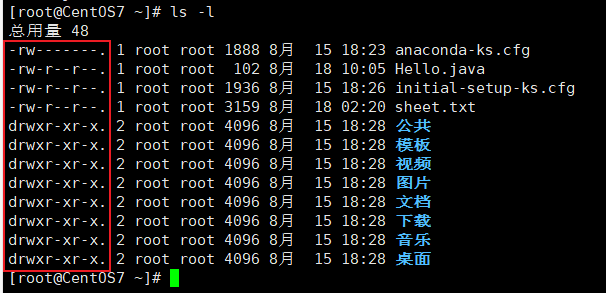 [root@CentOS7 ~]# ls -l
总用量 48
-rw-------. 1 root root 1888 8月  15 18:23 anaconda-ks.cfg
-rw-r--r--. 1 root root  102 8月  18 10:05 Hello.java
-rw-r--r--. 1 root root 1936 8月  15 18:26 initial-setup-ks.cfg
-rw-r--r--. 1 root root 3159 8月  18 02:20 sheet.txt
drwxr-xr-x. 2 root root 4096 8月  15 18:28 公共
drwxr-xr-x. 2 root root 4096 8月  15 18:28 模板
drwxr-xr-x. 2 root root 4096 8月  15 18:28 视频
drwxr-xr-x. 2 root root 4096 8月  15 18:28 图片
drwxr-xr-x. 2 root root 4096 8月  15 18:28 文档
drwxr-xr-x. 2 root root 4096 8月  15 18:28 下载
drwxr-xr-x. 2 root root 4096 8月  15 18:28 音乐
drwxr-xr-x. 2 root root 4096 8月  15 18:28 桌面
[root@CentOS7 ~]#